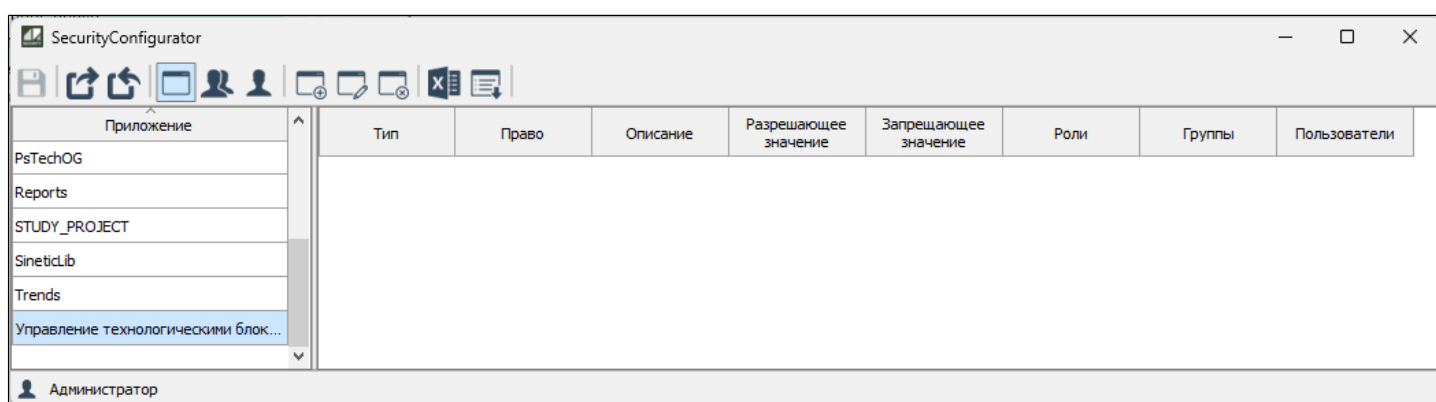 SecurityConfigurator
Приложение
Тип
Право
Описание
Разрешающее
значение
Запрещающее
значение
Роли
Группы
Пользователи
PsTechOG
Reports
STUDY_PROJECT
SineticLib
Trends
Управление технологическими блок...
Администратор